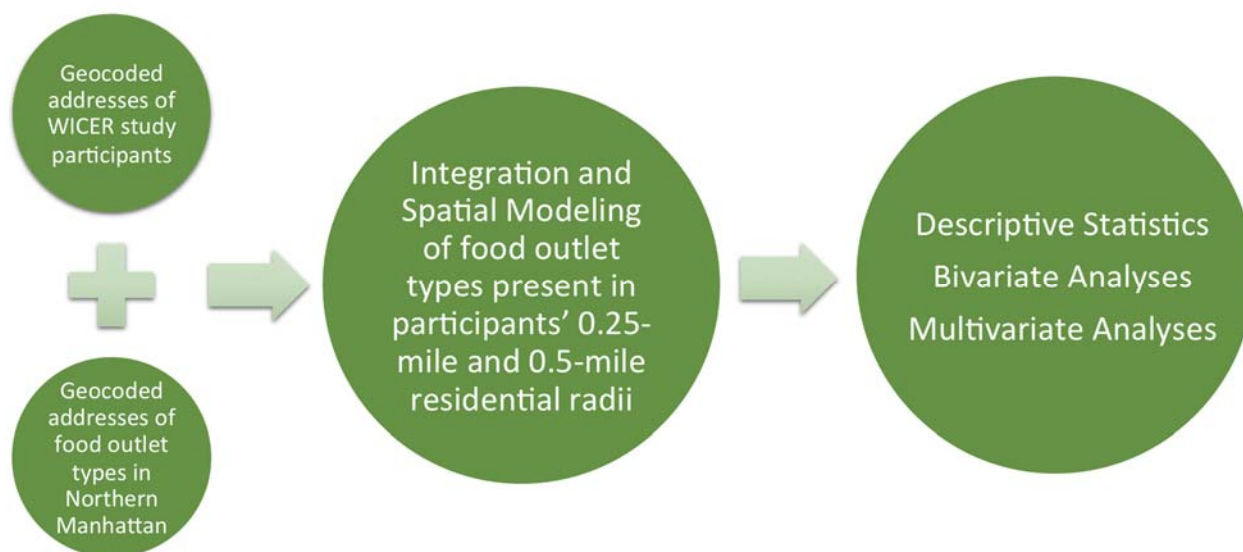 Geocoded
addresses of
WICER study
participants
Geocoded
addresses of
food outlet
types in
Northern
Manhattan
Integration and
Spatial Modeling
of food outlet
types present in
participants’ 0.25-
mile and 0.5-mile
residential radii
Descriptive Statistics
Bivariate Analyses
Multivariate Analyses